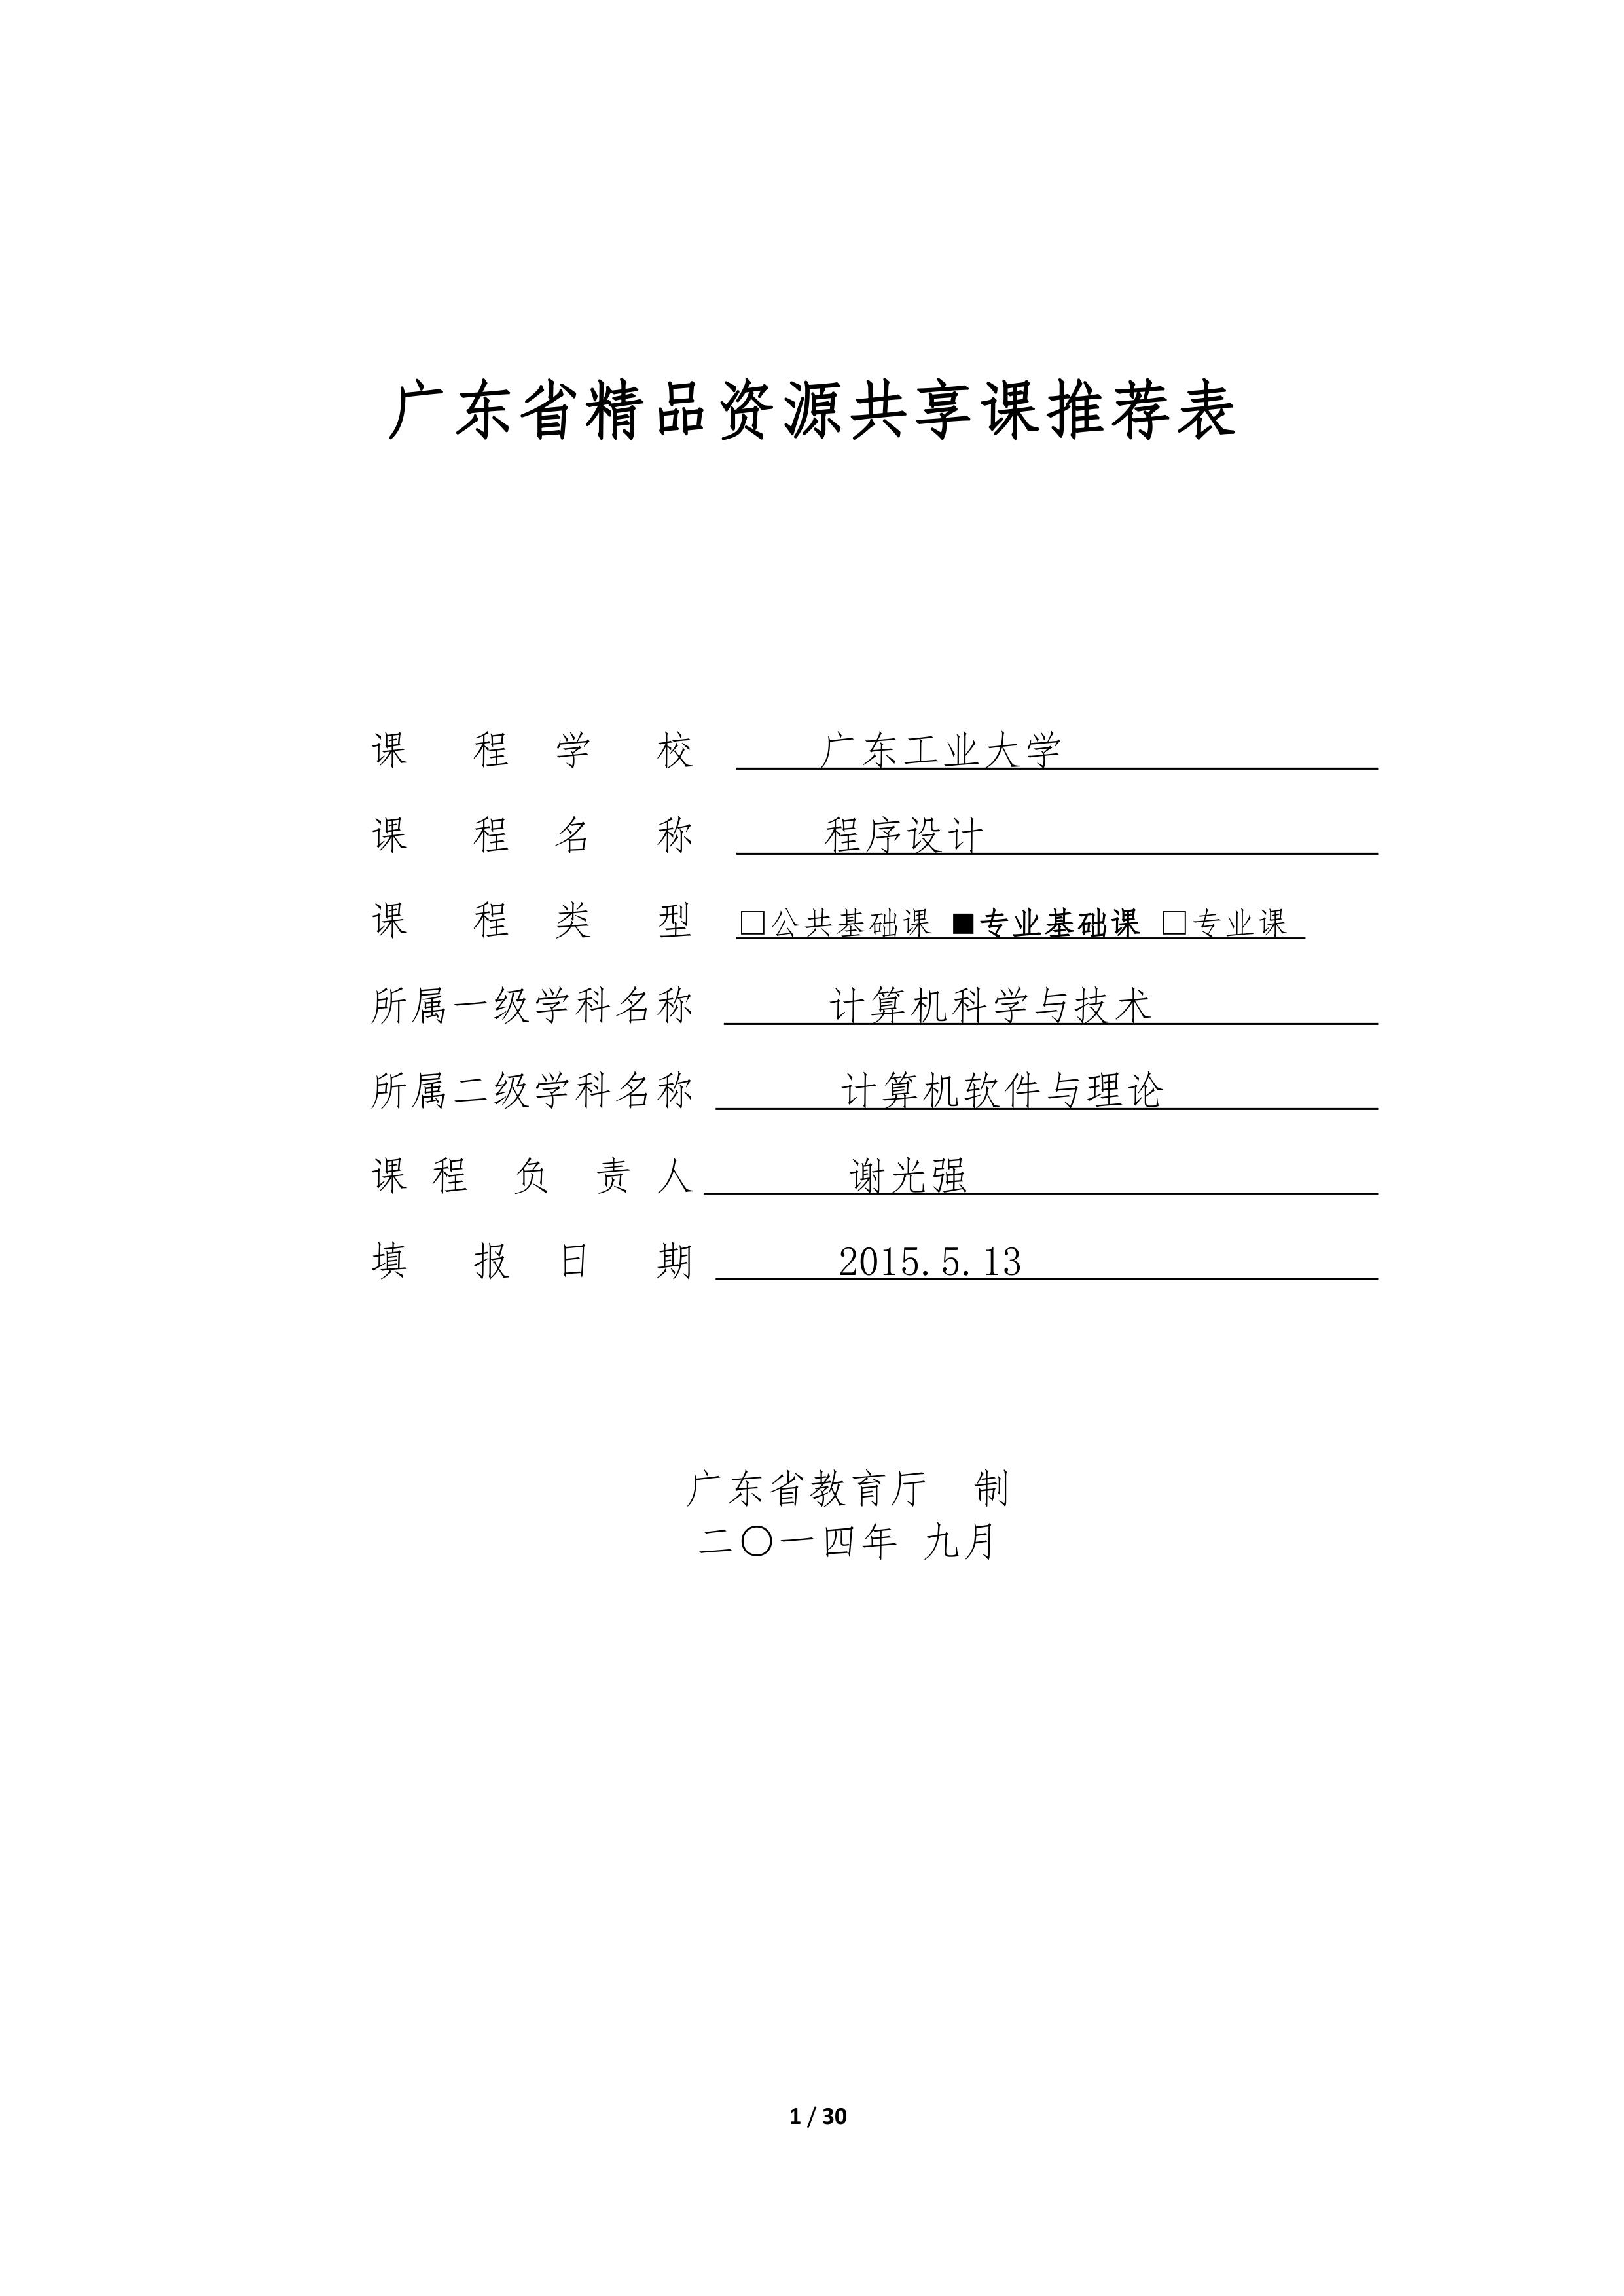 广东省精品资源共享课推荐表
课 程 学 校 广东工业大学
课 程 名 称 程序设计
课 程 类 型 □公共基础课 ■专业基础课 □专业课
所属一级学科名称 计算机科学与技术
所属二级学科名称 计算机软件与理论
课 程 负 责 人 谢光强
填 报 日 期 2015.5.13
广东省教育厅 制
二〇一四年 九月
1 / 30